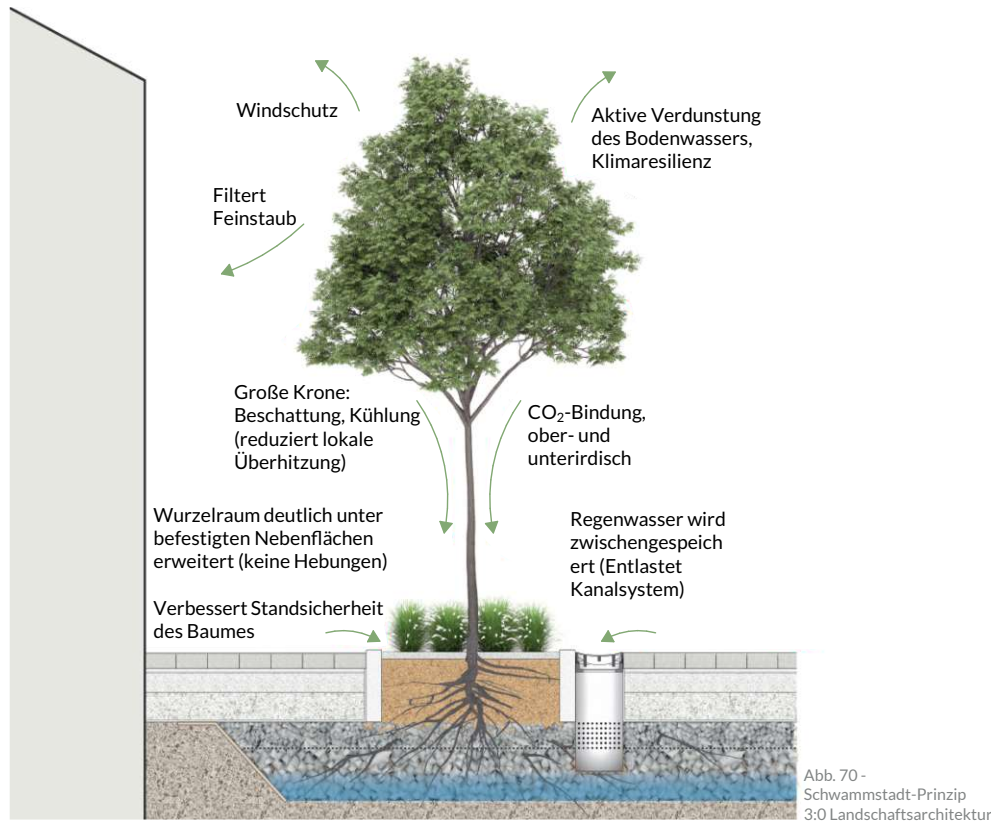 Windschutz
Aktive Verdunstung
des Bodenwassers,
Klimaresilienz
Filtert
Feinstaub
Große Krone:
Beschattung, Kühlung
(reduziert lokale
Überhitzung)
CO₂-Bindung,
ober- und
unterirdisch
Wurzelraum deutlich unter
befestigten Nebenflächen
erweitert (keine Hebungen)
Regenwasser wird
zwischengespeich
ert (Entlastet
Kanalsystem)
Verbessert Standsicherheit
des Baumes
Abb. 70 -
Schwammstadt-Prinzip
3:0 Landschaftsarchitektur